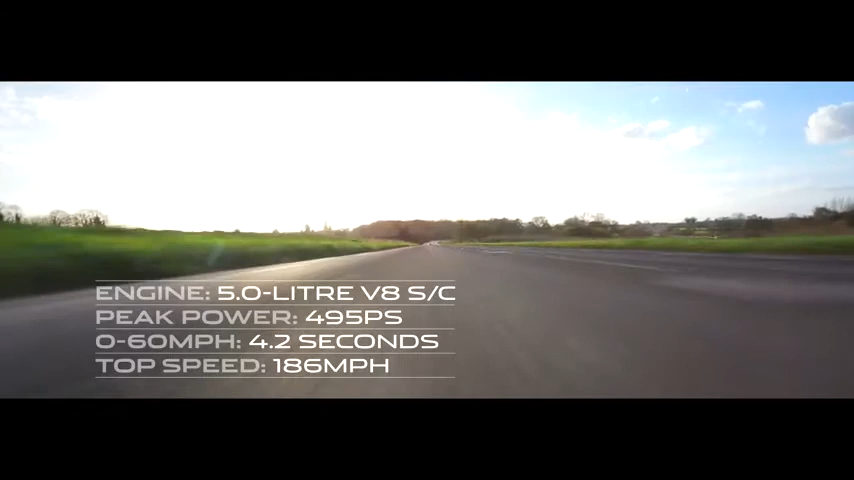 ENGINE: 5.0-LITRE V8 S/C
PEAK POWER: 495PS
0-60MPH: 4.2 SECONDS
TOP SPEED: 186MPH